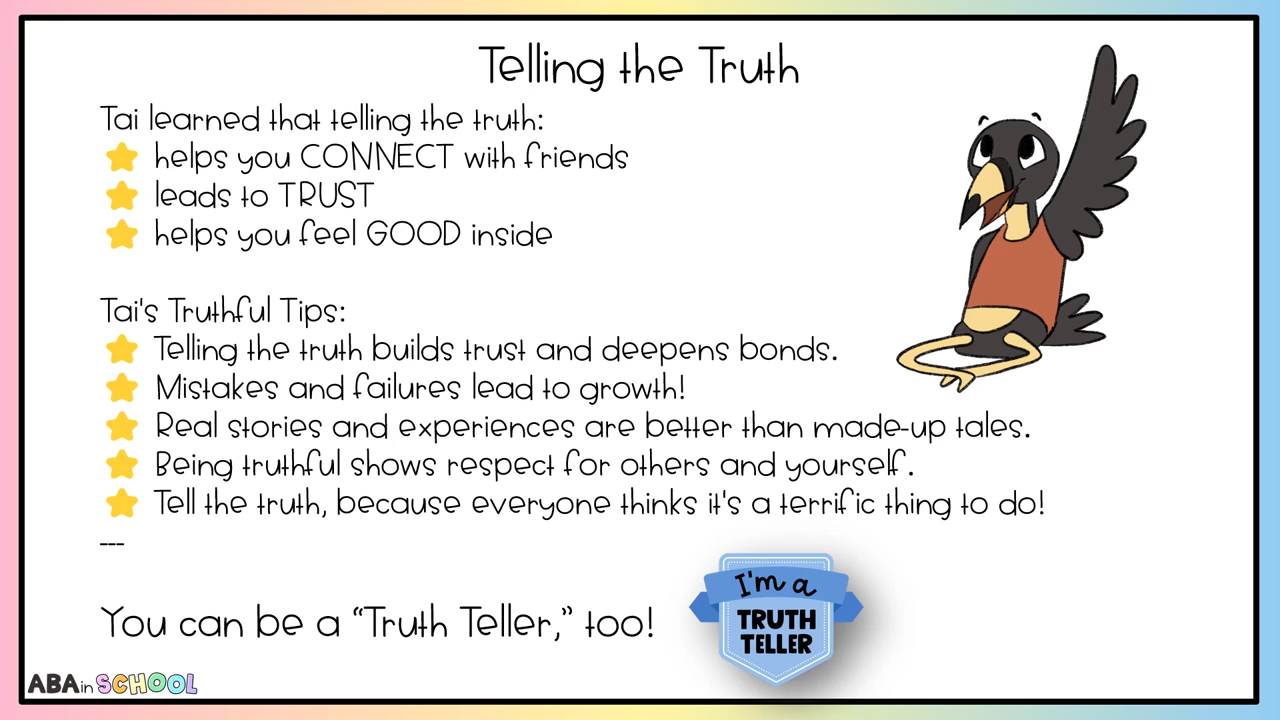 Telling the Truth
Tai learned that telling the truth:
helps you CONNECT with friends
leads to TRUST
helps you feel GOOD inside
Tai's Truthful Tips:
Telling the truth builds trust and deepens bonds.
Mistakes and failures lead to growth!
Real stories and experiences are better than made-up tales.
Being truthful shows respect for others and yourself.
Tell the truth, because everyone thinks it's a terrific thing to do!
---
You can be a “Truth Teller,” too!
I'm a
TRUTH
TELLER
ABA in SCHOOL